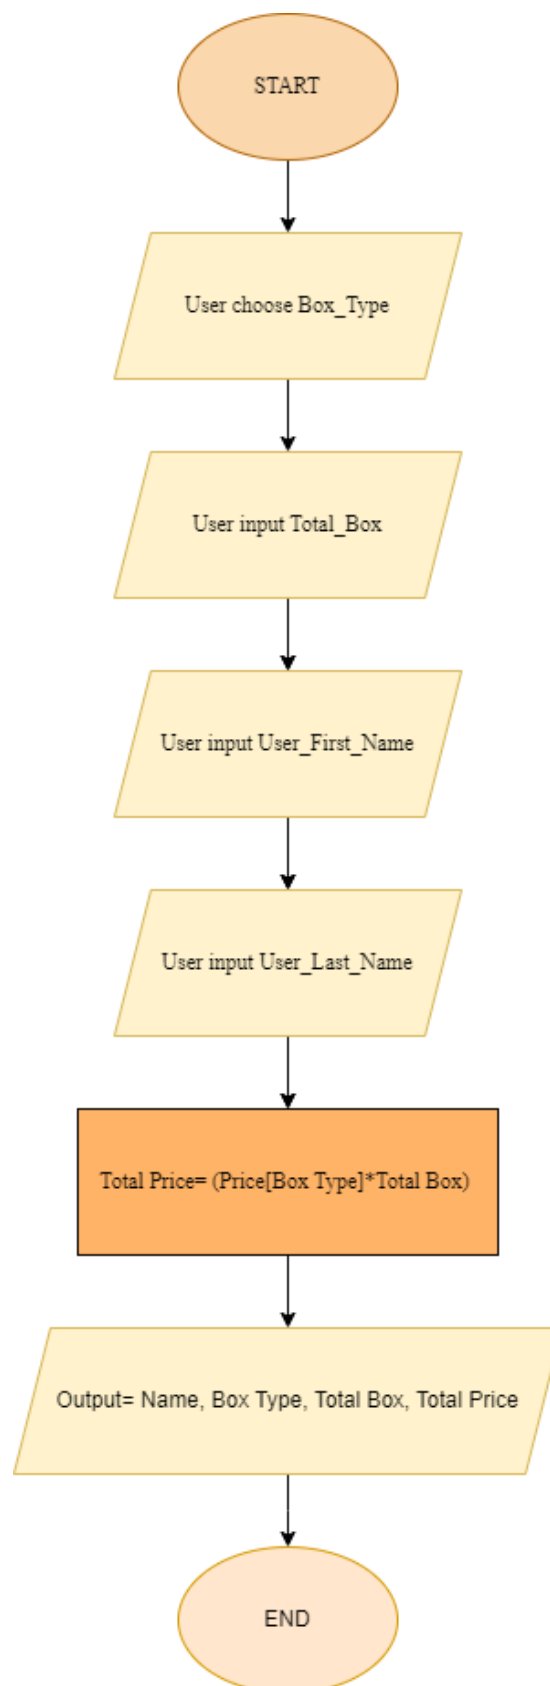 START
User choose Box_Type
User input Total_Box
User input User_First_Name
User input User_Last_Name
Total Price= (Price[Box Type]*Total Box)
Output= Name, Box Type, Total Box, Total Price
END